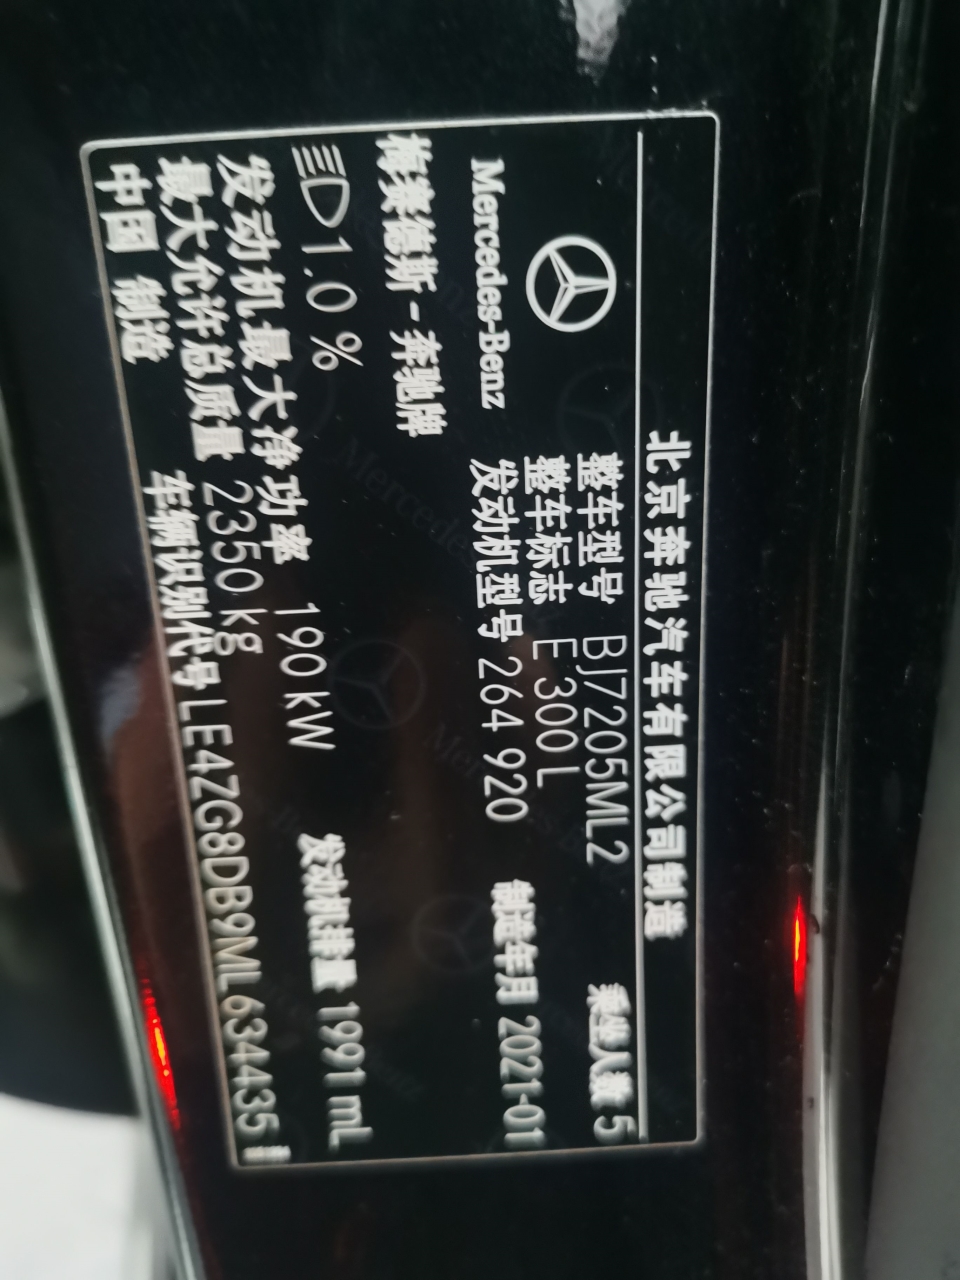 北京奔驰汽车有限公司制造
Mercedes-Benz
整车型号 BJ7205ML2 乘坐人数 5
整车标志 E 300 L
发动机型号 264 920 制造年月 2021-01
梅赛德斯-奔驰牌
1.0 %
发动机最大净功率 190 kW 发动机排量 1991 mL
最大允许总质量 2350 kg
中国 制造 车辆识别代号 LE4ZG8DB9ML634435